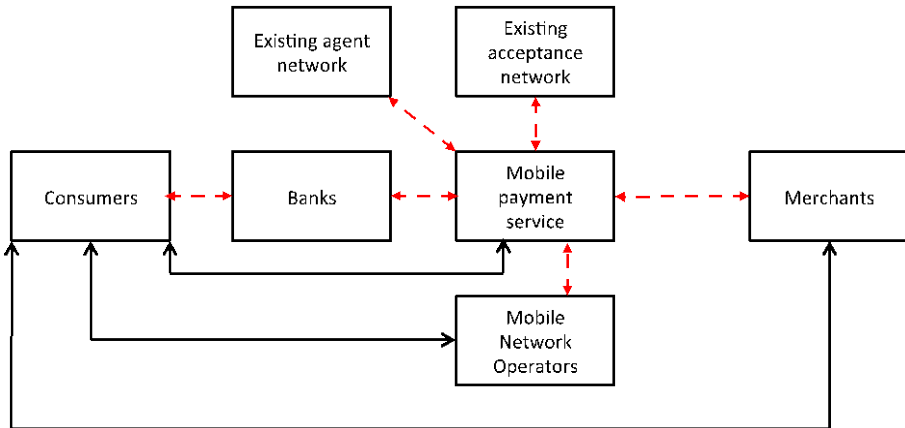 Existing agent
network
Existing
acceptance
network
Consumers
Banks
Mobile
payment
service
Merchants
Mobile
Network
Operators